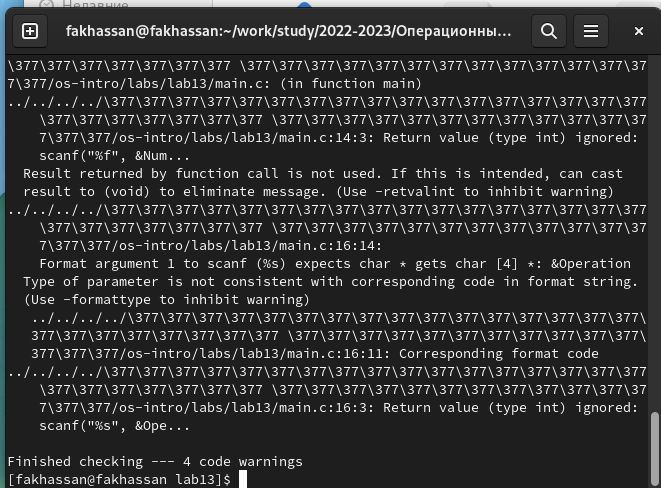 Недавние
fakhassan@fakhassan:~/work/study/2022-2023/Операционны...
\377\377\377\377\377\377\377 \377\377\377\377\377\377\377\377\377\377\377\377\37
7\377\377/os-intro/labs/lab13/main.c: (in function main)
../../../../\377\377\377\377\377\377\377\377\377\377\377\377\377\377\377\377\377
\377\377\377\377\377\377\377 \377\377\377\377\377\377\377\377\377\377\377\37
7\377\377/os-intro/labs/lab13/main.c:14:3: Return value (type int) ignored:
scanf("%f", &Num...
Result returned by function call is not used. If this is intended, can cast
result to (void) to eliminate message. (Use -retvalint to inhibit warning)
../../../../\377\377\377\377\377\377\377\377\377\377\377\377\377\377\377\377\377
\377\377\377\377\377\377\377 \377\377\377\377\377\377\377\377\377\377\377\37
7\377\377/os-intro/labs/lab13/main.c:16:14:
Format argument 1 to scanf (%s) expects char * gets char [4] *: &Operation
Type of parameter is not consistent with corresponding code in format string.
(Use -formattype to inhibit warning)
../../../../\377\377\377\377\377\377\377\377\377\377\377\377\377\377\377\377\
377\377\377\377\377\377\377\377 \377\377\377\377\377\377\377\377\377\377\377\
377\377\377/os-intro/labs/lab13/main.c:16:11: Corresponding format code
../../../../\377\377\377\377\377\377\377\377\377\377\377\377\377\377\377\377\377
\377\377\377\377\377\377\377 \377\377\377\377\377\377\377\377\377\377\377\37
7\377\377/os-intro/labs/lab13/main.c:16:3: Return value (type int) ignored:
scanf("%s", &Ope...
Finished checking --- 4 code warnings
[fakhassan@fakhassan lab13]$